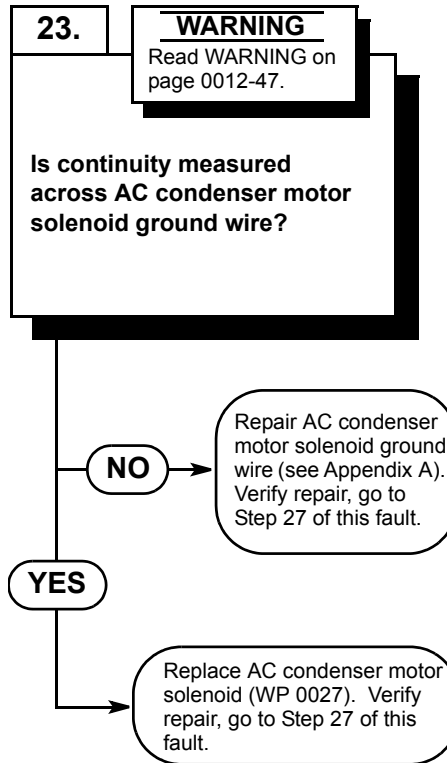 23.
WARNING
Read WARNING on
page 0012-47.
Is continuity measured
across AC condenser motor
solenoid ground wire?
NO
Repair AC condenser
motor solenoid ground
wire (see Appendix A).
Verify repair, go to
Step 27 of this fault.
YES
Replace AC condenser motor
solenoid (WP 0027).  Verify
repair, go to Step 27 of this
fault.